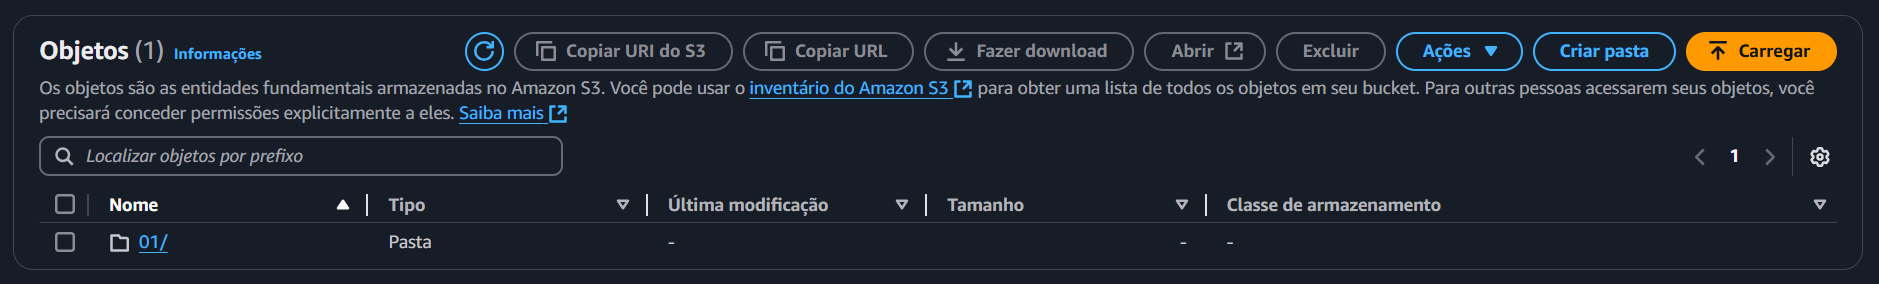 Objetos (1) Informações Copiar URI do S3 Copiar URL Fazer download Abrir Excluir Ações Criar pasta Carregar
Os objetos são as entidades fundamentais armazenadas no Amazon S3. Você pode usar o inventário do Amazon S3 para obter uma lista de todos os objetos em seu bucket. Para outras pessoas acessarem seus objetos, você
precisará conceder permissões explicitamente a eles. Saiba mais
Localizar objetos por prefixo 1
Nome Tipo Última modificação Tamanho Classe de armazenamento
01/ Pasta - - -